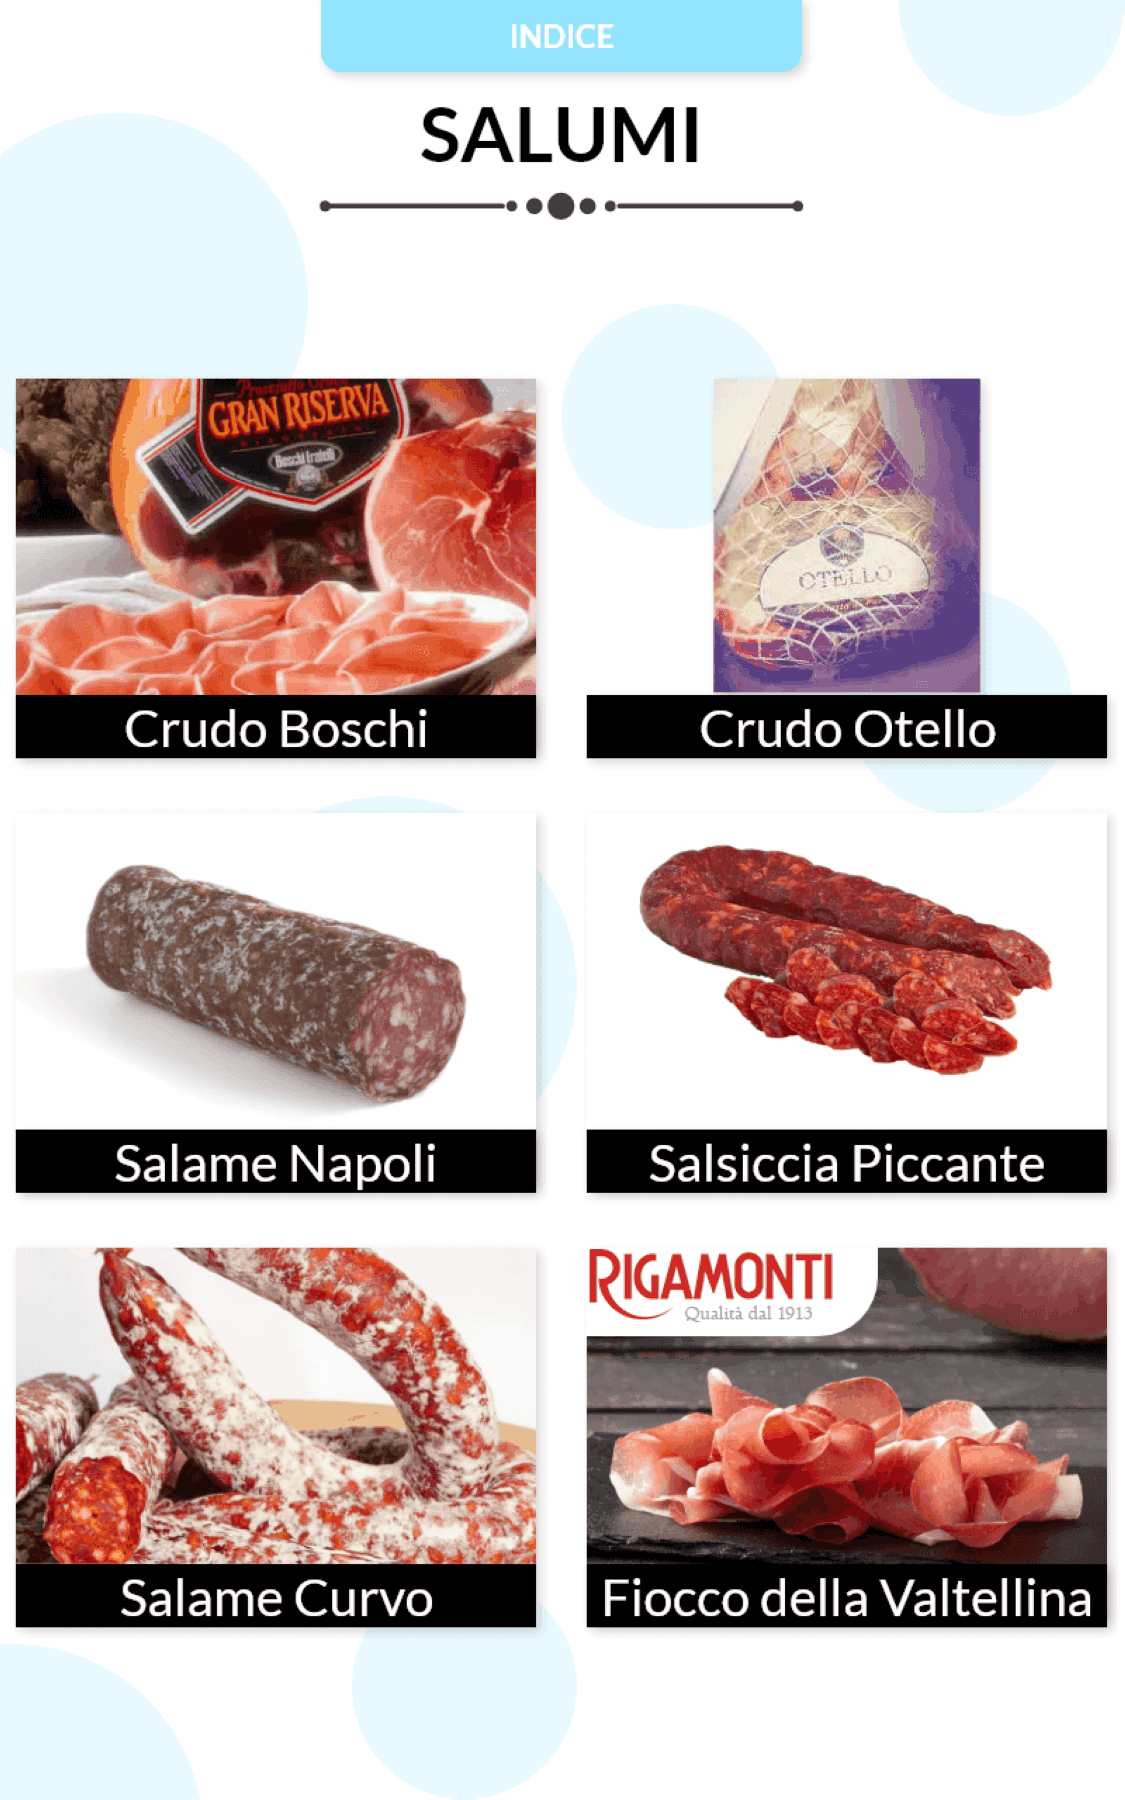 INDICE
SALUMI
Prosciutto Crudo
GRAN RISERVA
Boschi Fratelli
Crudo Boschi
OTELLO
Crudo Otello
Salame Napoli
Salsiccia Piccante
Salame Curvo
RIGAMONTI
Qualità dal 1913
Fiocco della Valtellina